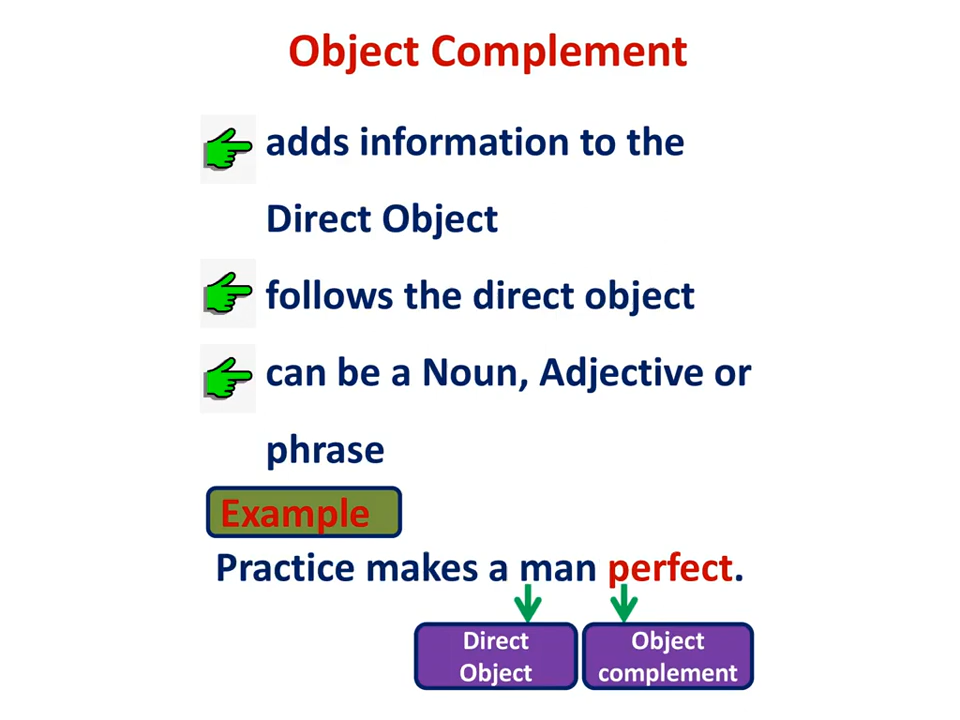 Object Complement
adds information to the
Direct Object
follows the direct object
can be a Noun, Adjective or
phrase
Example
Practice makes a man perfect.
Direct
Object
Object
complement